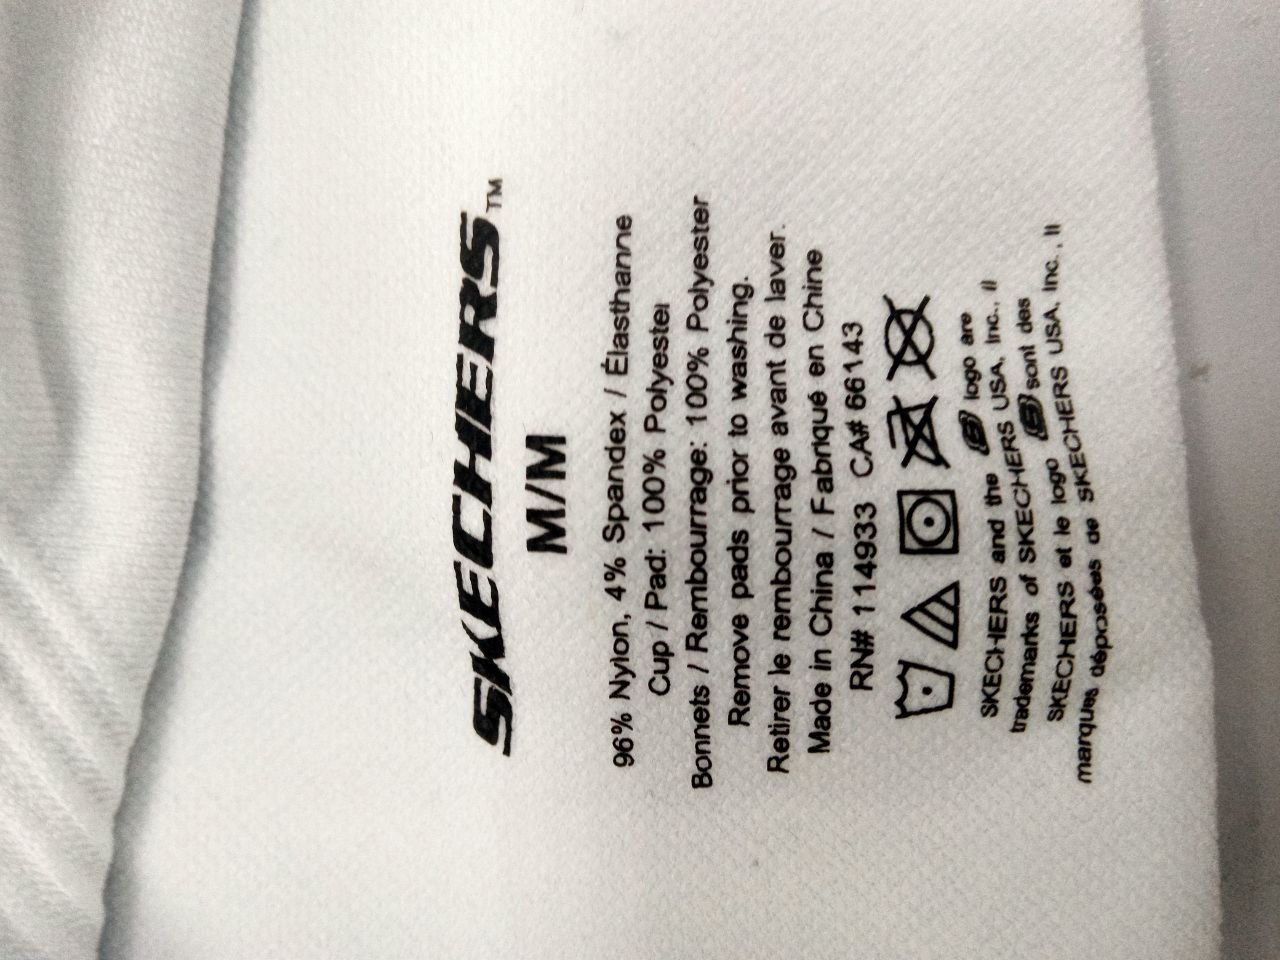 SKECHERS™
M/M
96% Nylon, 4% Spandex / Élasthanne
Cup / Pad: 100% Polyester
Bonnets / Rembourrage: 100% Polyester
Remove pads prior to washing.
Retirer le rembourrage avant de laver.
Made in China / Fabriqué en Chine
RN# 114933 CA# 66143
SKECHERS and the S logo are
trademarks of SKECHERS USA, Inc., II
SKECHERS et le logo S sont des
marques déposées de SKECHERS USA, Inc., II